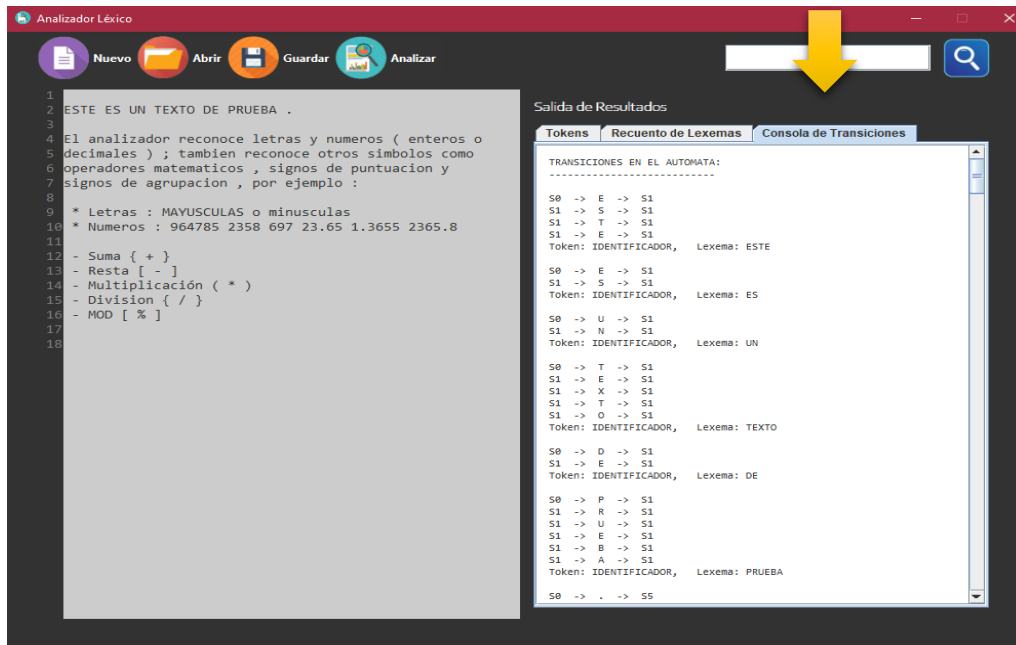 Analizador Léxico
Nuevo Abrir Guardar Analizar
1
2 ESTE ES UN TEXTO DE PRUEBA .
3
4 El analizador reconoce letras y numeros ( enteros o
5 decimales ) ; tambien reconoce otros simbolos como
6 operadores matematicos , signos de puntuacion y
7 signos de agrupacion , por ejemplo :
8
9 * Letras : MAYUSCULAS o minusculas
10 * Numeros : 964785 2358 697 23.65 1.3655 2365.8
11
12 - Suma { + }
13 - Resta [ - ]
14 - Multiplicación ( * )
15 - Division { / }
16 - MOD [ % ]
17
18
Salida de Resultados
Tokens Recuento de Lexemas Consola de Transiciones
TRANSICIONES EN EL AUTOMATA:
---------------------------
S0 -> E -> S1
S1 -> S -> S1
S1 -> T -> S1
S1 -> E -> S1
Token: IDENTIFICADOR, Lexema: ESTE
S0 -> E -> S1
S1 -> S -> S1
Token: IDENTIFICADOR, Lexema: ES
S0 -> U -> S1
S1 -> N -> S1
Token: IDENTIFICADOR, Lexema: UN
S0 -> T -> S1
S1 -> E -> S1
S1 -> X -> S1
S1 -> T -> S1
S1 -> O -> S1
Token: IDENTIFICADOR, Lexema: TEXTO
S0 -> D -> S1
S1 -> E -> S1
Token: IDENTIFICADOR, Lexema: DE
S0 -> P -> S1
S1 -> R -> S1
S1 -> U -> S1
S1 -> E -> S1
S1 -> B -> S1
S1 -> A -> S1
Token: IDENTIFICADOR, Lexema: PRUEBA
S0 -> . -> S5